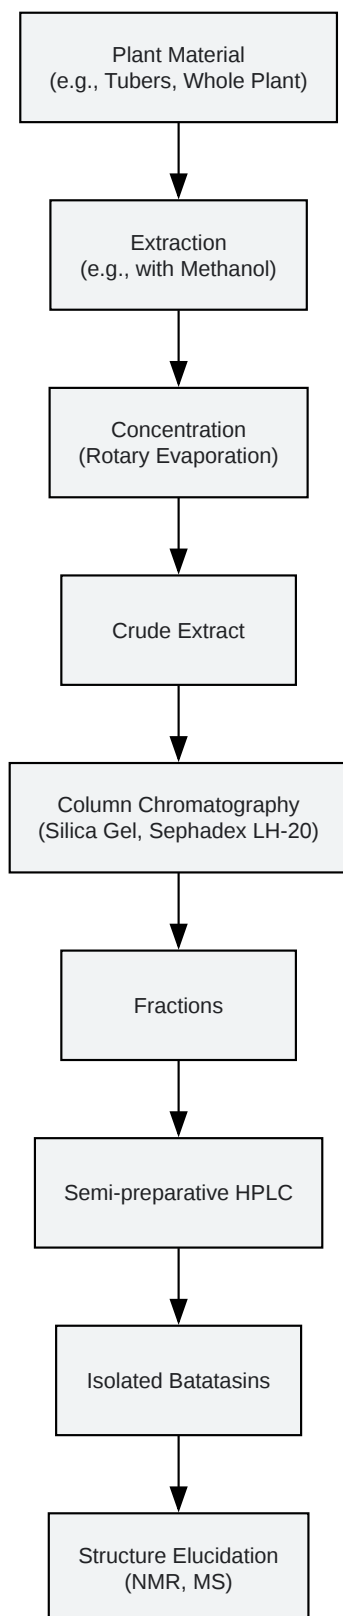 Plant Material
(e.g., Tubers, Whole Plant)
Extraction
(e.g., with Methanol)
Concentration
(Rotary Evaporation)
Crude Extract
Column Chromatography
(Silica Gel, Sephadex LH-20)
Fractions
Semi-preparative HPLC
Isolated Batatasins
Structure Elucidation
(NMR, MS)